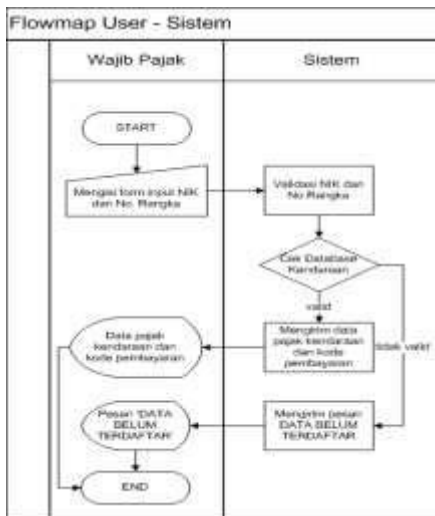 Flowmap User - Sistem
Wajib Pajak
Sistem
START
Mengisi form input NIK
dan No. Rangka
Validasi NIK dan
No Rangka
Cek Database
Kendaraan
valid
tidak valid
Mengirim data
pajak kendaraan
dan kode
pembayaran
Data pajak
kendaraan dan
kode pembayaran
Mengirim pesan
DATA BELUM
TERDAFTAR
Pesan 'DATA
BELUM
TERDAFTAR'
END